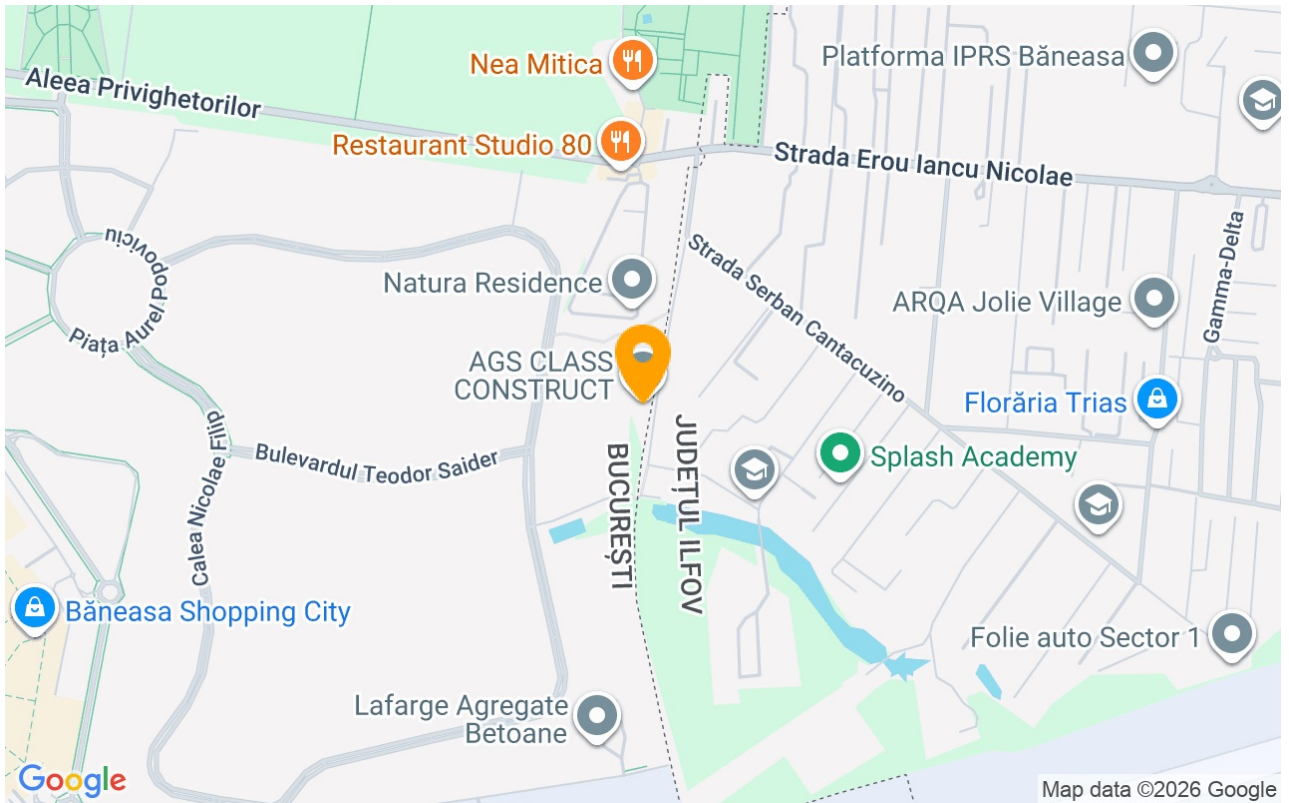 Nea Mitica
Platforma IPRS Băneasa
Aleea Privighetorilor
Restaurant Studio 80
Strada Erou Iancu Nicolae
Piața Aurel Popoviciu
Natura Residence
Strada Serban Cantacuzino
ARQA Jolie Village
Gamma-Delta
AGS CLASS
CONSTRUCT
Florăria Trias
Calea Nicolae Filip
Bulevardul Teodor Saider
BUCUREȘTI
JUDEȚUL ILFOV
Splash Academy
Băneasa Shopping City
Folie auto Sector 1
Lafarge Agregate
Betoane
Google
Map data ©2026 Google